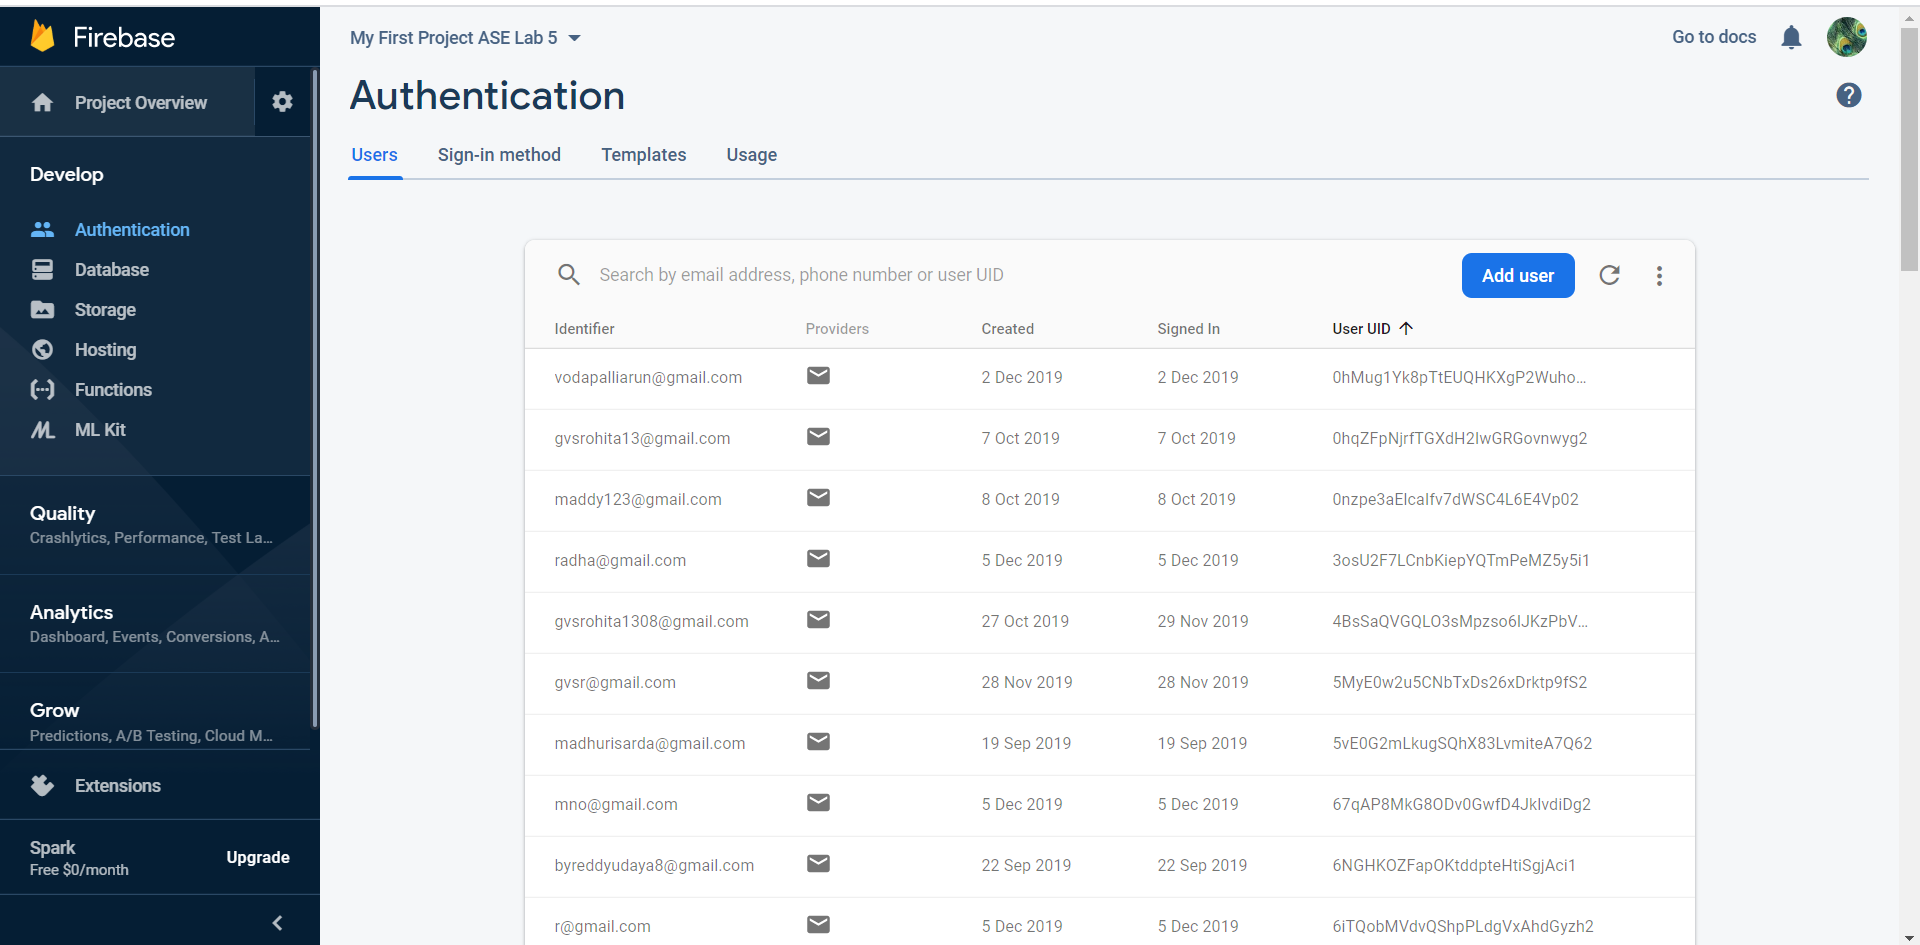 Firebase
Project Overview
Develop
Authentication
Database
Storage
Hosting
Functions
ML Kit
Quality
Crashlytics, Performance, Test La...
Analytics
Dashboard, Events, Conversions, A...
Grow
Predictions, A/B Testing, Cloud M...
Extensions
Spark
Free $0/month
Upgrade
My First Project ASE Lab 5
Go to docs
Authentication
Users Sign-in method Templates Usage
Search by email address, phone number or user UID
Add user
Identifier Providers Created Signed In User UID
vodapalliarun@gmail.com 2 Dec 2019 2 Dec 2019 0hMug1Yk8pTtEUQHKXgP2Wuho...
gvsrohita13@gmail.com 7 Oct 2019 7 Oct 2019 0hqZFpNjrfTGXdH2IwGRGovnwyg2
maddy123@gmail.com 8 Oct 2019 8 Oct 2019 0nzpe3aEIcaIfv7dWSC4L6E4Vp02
radha@gmail.com 5 Dec 2019 5 Dec 2019 3osU2F7LCnbKiepYQTmPeMZ5y5i1
gvsrohita1308@gmail.com 27 Oct 2019 29 Nov 2019 4BsSaQVGQLO3sMpzso6IJKzPbV...
gvsr@gmail.com 28 Nov 2019 28 Nov 2019 5MyE0w2u5CNbTxDs26xDrktp9fS2
madhurisarda@gmail.com 19 Sep 2019 19 Sep 2019 5vE0G2mLkugSQhX83LvmiteA7Q62
mno@gmail.com 5 Dec 2019 5 Dec 2019 67qAP8MkG8ODv0GwfD4JkIvdiDg2
byreddyudaya8@gmail.com 22 Sep 2019 22 Sep 2019 6NGHKOZFapOKtddpteHtiSgjAci1
r@gmail.com 5 Dec 2019 5 Dec 2019 6iTQobMVdvQShpPLdgVxAhdGyzh2